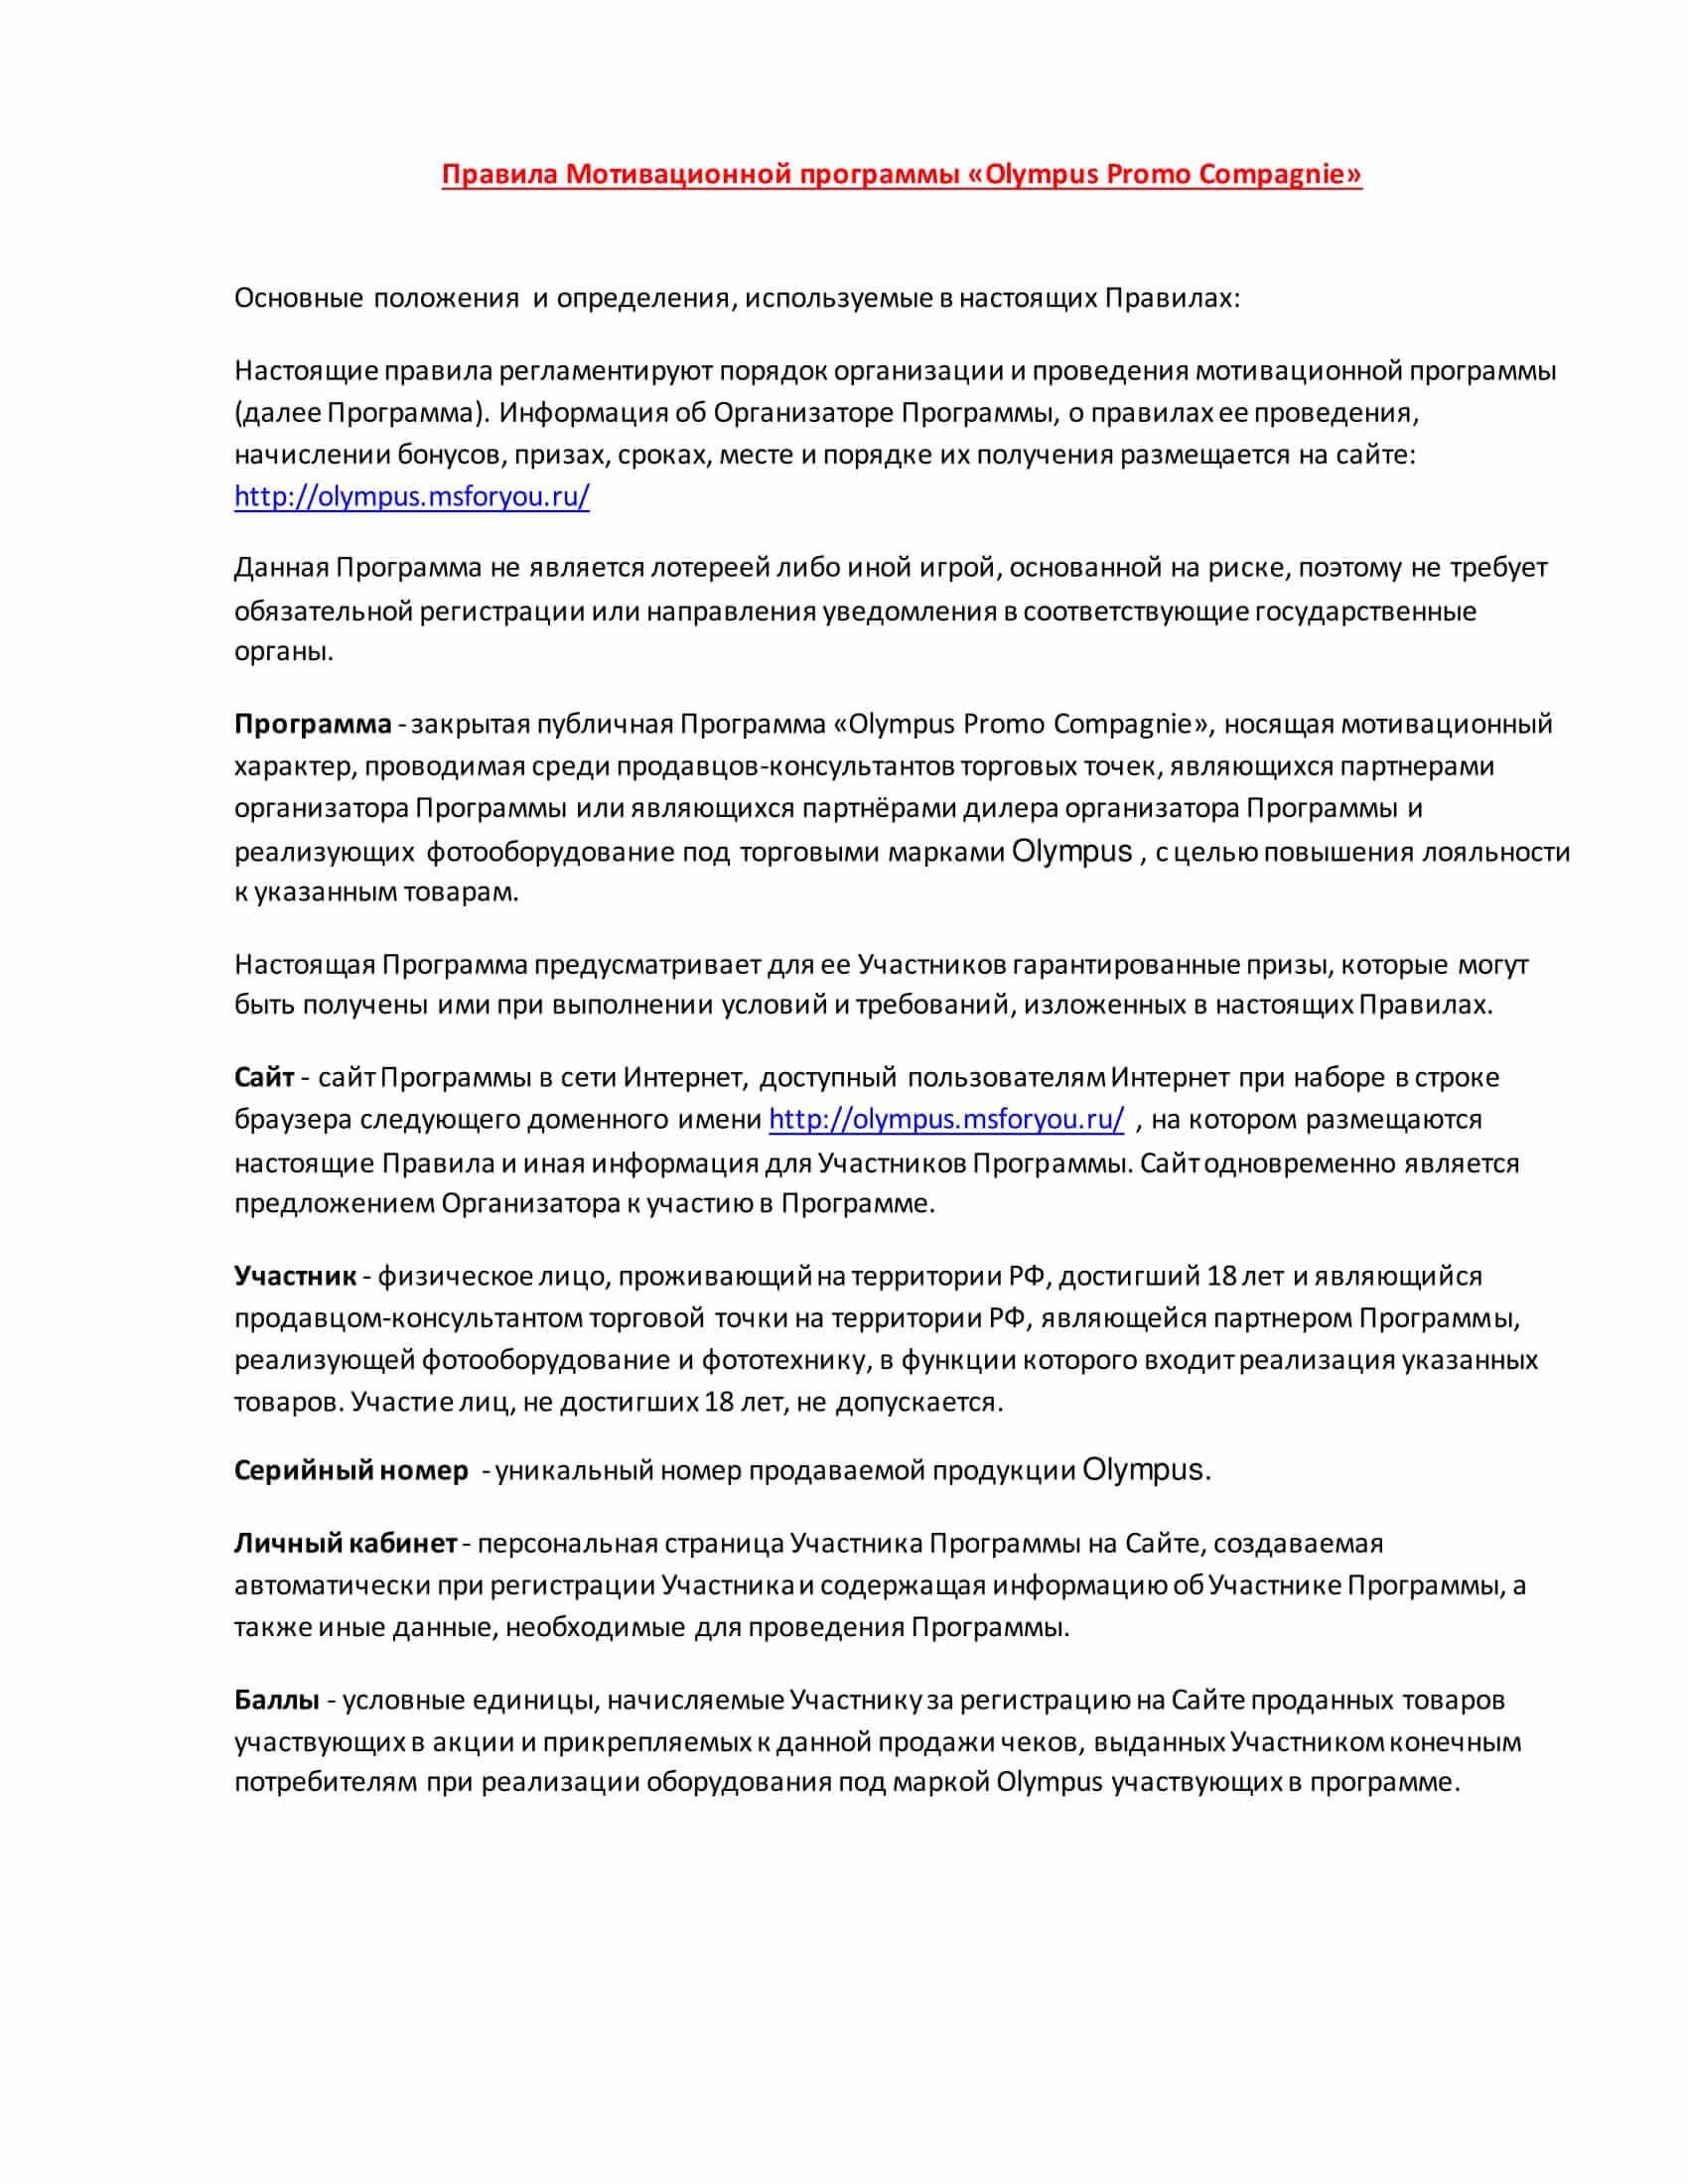 Правила Мотивационной программы «Olympus Promo Compagnie»
Основные положения и определения, используемые в настоящих Правилах:
Настоящие правила регламентируют порядок организации и проведения мотивационной программы
(далее Программа). Информация об Организаторе Программы, о правилах ее проведения,
начислении бонусов, призах, сроках, месте и порядке их получения размещается на сайте:
http://olympus.msforyou.ru/
Данная Программа не является лотереей либо иной игрой, основанной на риске, поэтому не требует
обязательной регистрации или направления уведомления в соответствующие государственные
органы.
Программа - закрытая публичная Программа «Olympus Promo Compagnie», носящая мотивационный
характер, проводимая среди продавцов-консультантов торговых точек, являющихся партнерами
организатора Программы или являющихся партнёрами дилера организатора Программы и
реализующих фотооборудование под торговыми марками Olympus , с целью повышения лояльности
к указанным товарам.
Настоящая Программа предусматривает для ее Участников гарантированные призы, которые могут
быть получены ими при выполнении условий и требований, изложенных в настоящих Правилах.
Сайт - сайт Программы в сети Интернет, доступный пользователям Интернет при наборе в строке
браузера следующего доменного имени http://olympus.msforyou.ru/ , на котором размещаются
настоящие Правила и иная информация для Участников Программы. Сайт одновременно является
предложением Организатора к участию в Программе.
Участник - физическое лицо, проживающий на территории РФ, достигший 18 лет и являющийся
продавцом-консультантом торговой точки на территории РФ, являющейся партнером Программы,
реализующей фотооборудование и фототехнику, в функции которого входит реализация указанных
товаров. Участие лиц, не достигших 18 лет, не допускается.
Серийный номер - уникальный номер продаваемой продукции Olympus.
Личный кабинет - персональная страница Участника Программы на Сайте, создаваемая
автоматически при регистрации Участника и содержащая информацию об Участнике Программы, а
также иные данные, необходимые для проведения Программы.
Баллы - условные единицы, начисляемые Участнику за регистрацию на Сайте проданных товаров
участвующих в акции и прикрепляемых к данной продажи чеков, выданных Участником конечным
потребителям при реализации оборудования под маркой Olympus участвующих в программе.